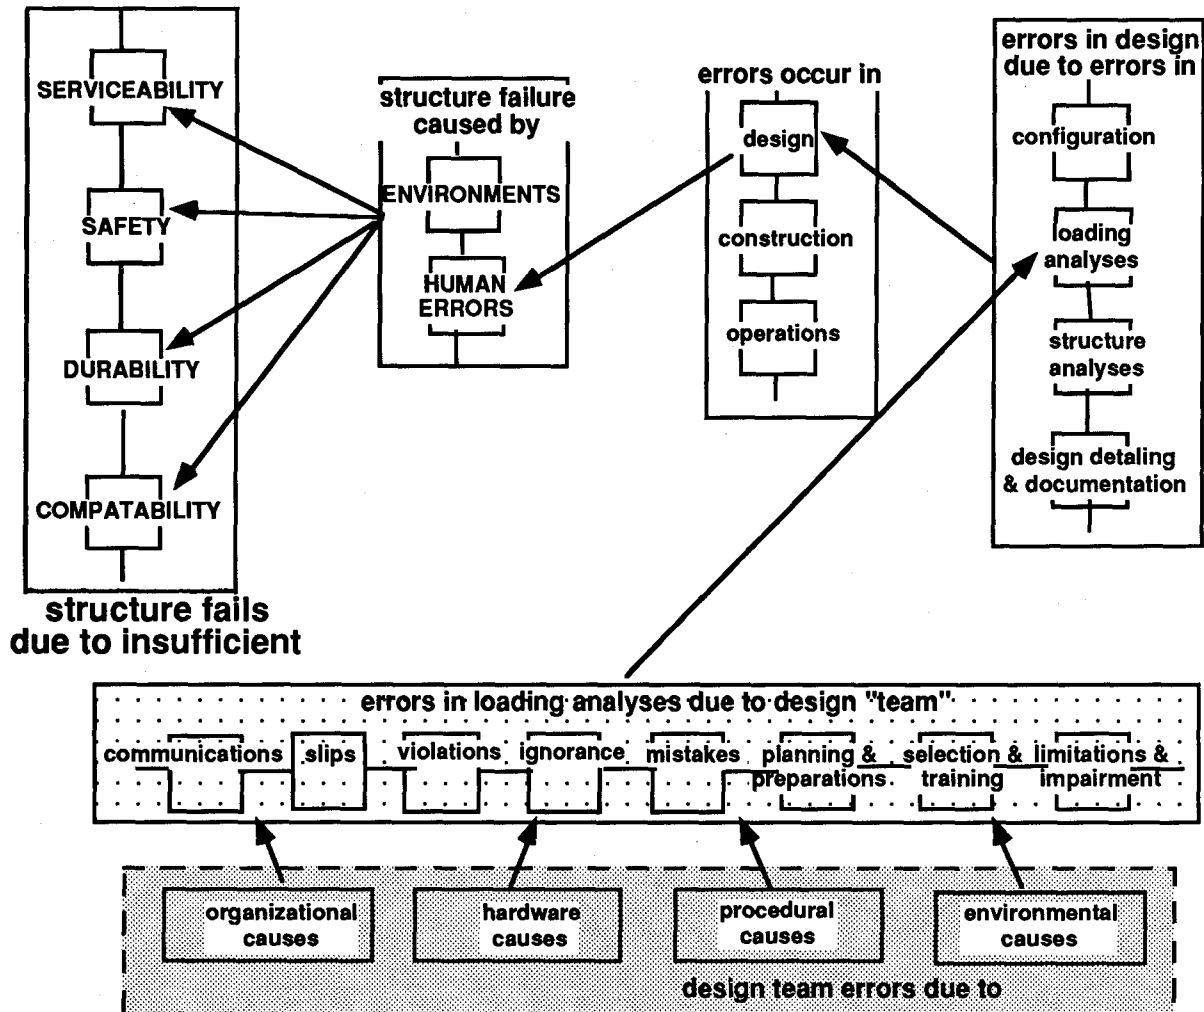 SERVICEABILITY
SAFETY
DURABILITY
COMPATABILITY
structure fails
due to insufficient
structure failure
caused by
ENVIRONMENTS
HUMAN
ERRORS
errors occur in
design
construction
operations
errors in design
due to errors in
configuration
loading
analyses
structure
analyses
design detaling
& documentation
errors in loading analyses due to design "team"
communications
slips
violations
ignorance
mistakes
planning &
preparations
selection &
training
limitations &
impairment
organizational
causes
hardware
causes
procedural
causes
environmental
causes
design team errors due to